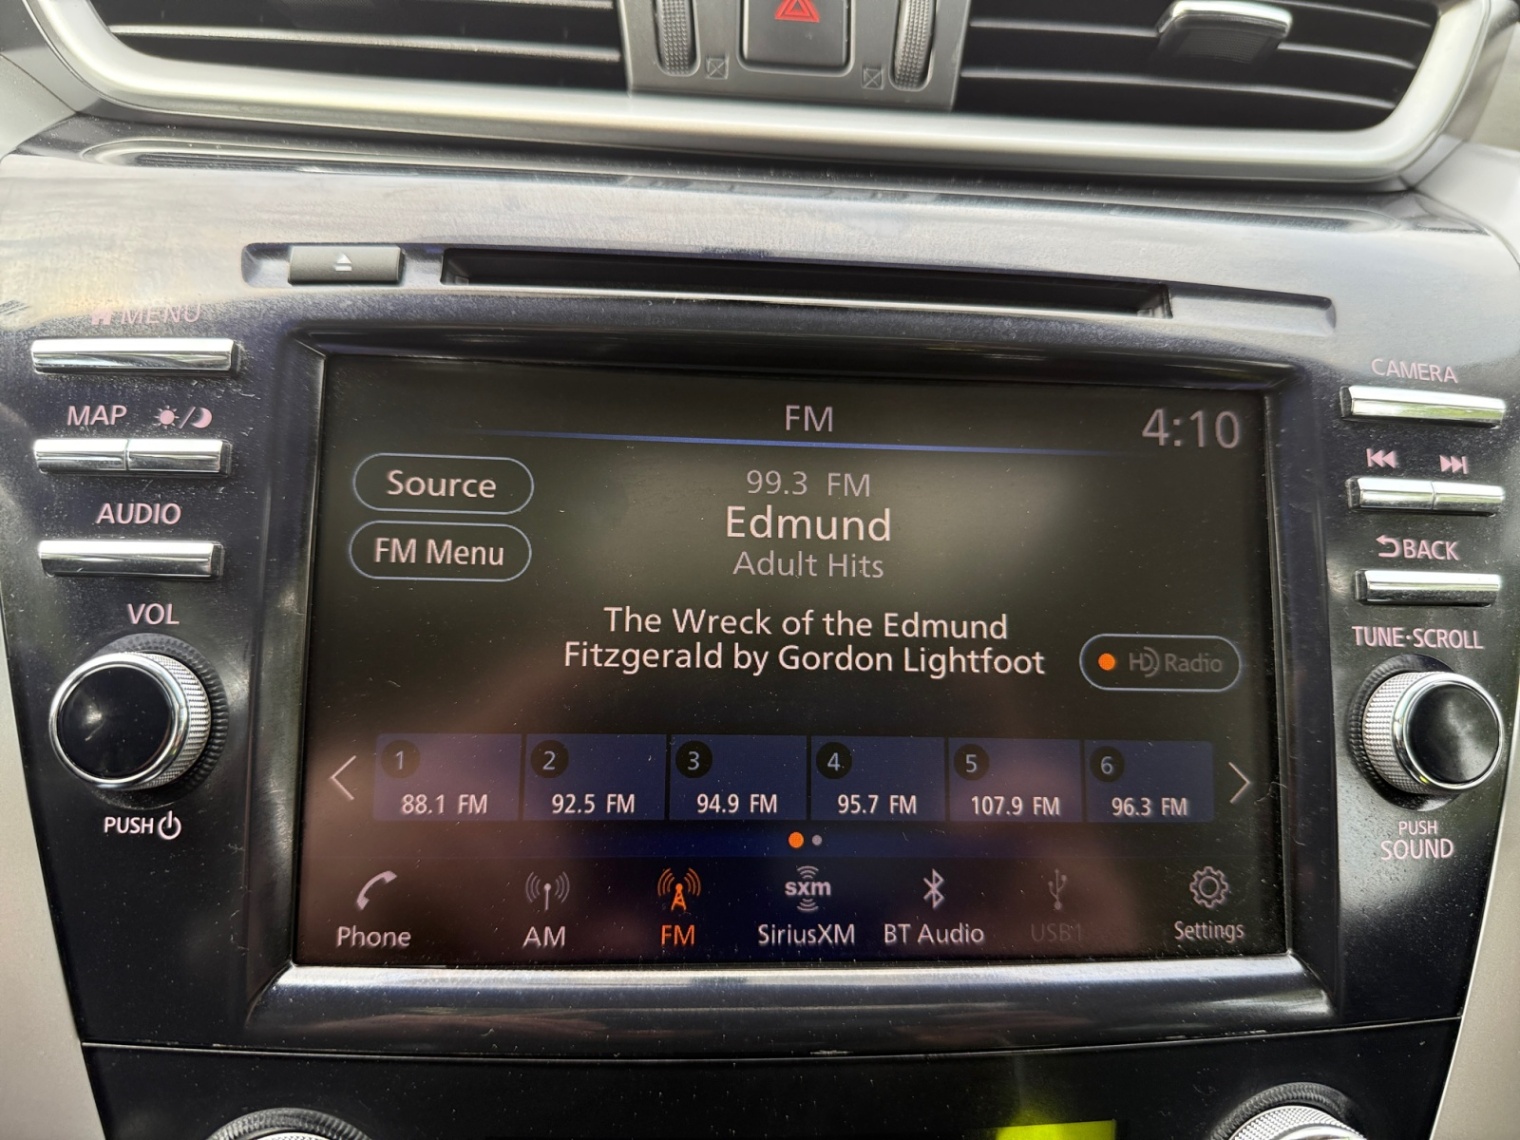 MENU
MAP
AUDIO
VOL
PUSH
CAMERA
BACK
TUNE·SCROLL
PUSH
SOUND
FM
4:10
Source
FM Menu
99.3 FM
Edmund
Adult Hits
The Wreck of the Edmund
Fitzgerald by Gordon Lightfoot
HD Radio
1 2 3 4 5 6
88.1 FM 92.5 FM 94.9 FM 95.7 FM 107.9 FM 96.3 FM
sxm
Phone AM FM SiriusXM BT Audio USB1 Settings